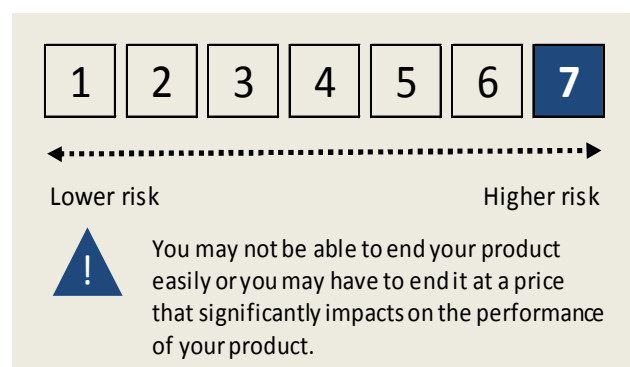 1 2 3 4 5 6 7
Lower risk Higher risk
! You may not be able to end your product
easily or you may have to end it at a price
that significantly impacts on the performance
of your product.